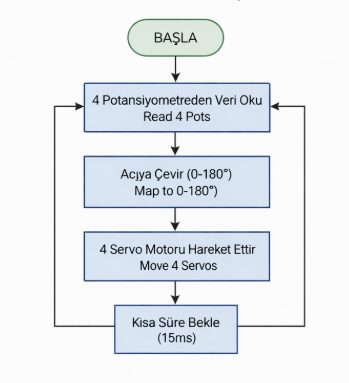 BAŞLA
4 Potansiyometreden Veri Oku
Read 4 Pots
Açıya Çevir (0-180°)
Map to 0-180°)
4 Servo Motoru Hareket Ettir
Move 4 Servos
Kisa Süre Bekle
(15ms)